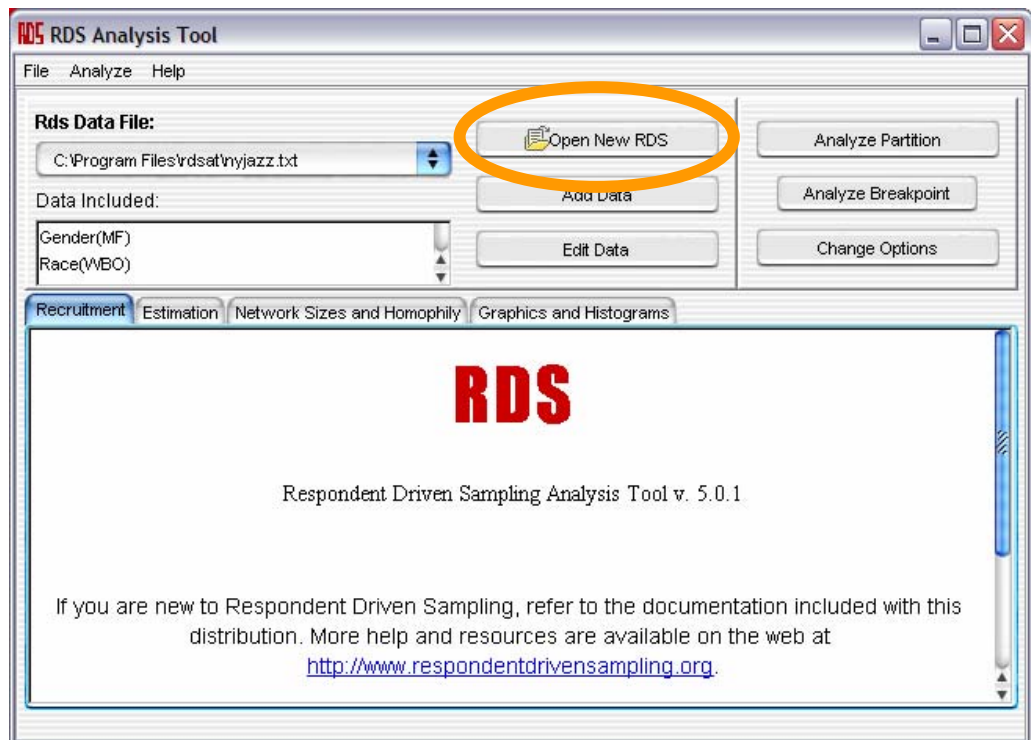 RDS RDS Analysis Tool
File Analyze Help
Rds Data File:
C:\Program Files\rdsat\nyjazz.txt
Data Included:
Gender(MF)
Race(WBO)
Open New RDS
Add Data
Edit Data
Analyze Partition
Analyze Breakpoint
Change Options
Recruitment Estimation Network Sizes and Homophily Graphics and Histograms
RDS
Respondent Driven Sampling Analysis Tool v. 5.0.1
If you are new to Respondent Driven Sampling, refer to the documentation included with this
distribution. More help and resources are available on the web at
http://www.respondentdrivensampling.org.